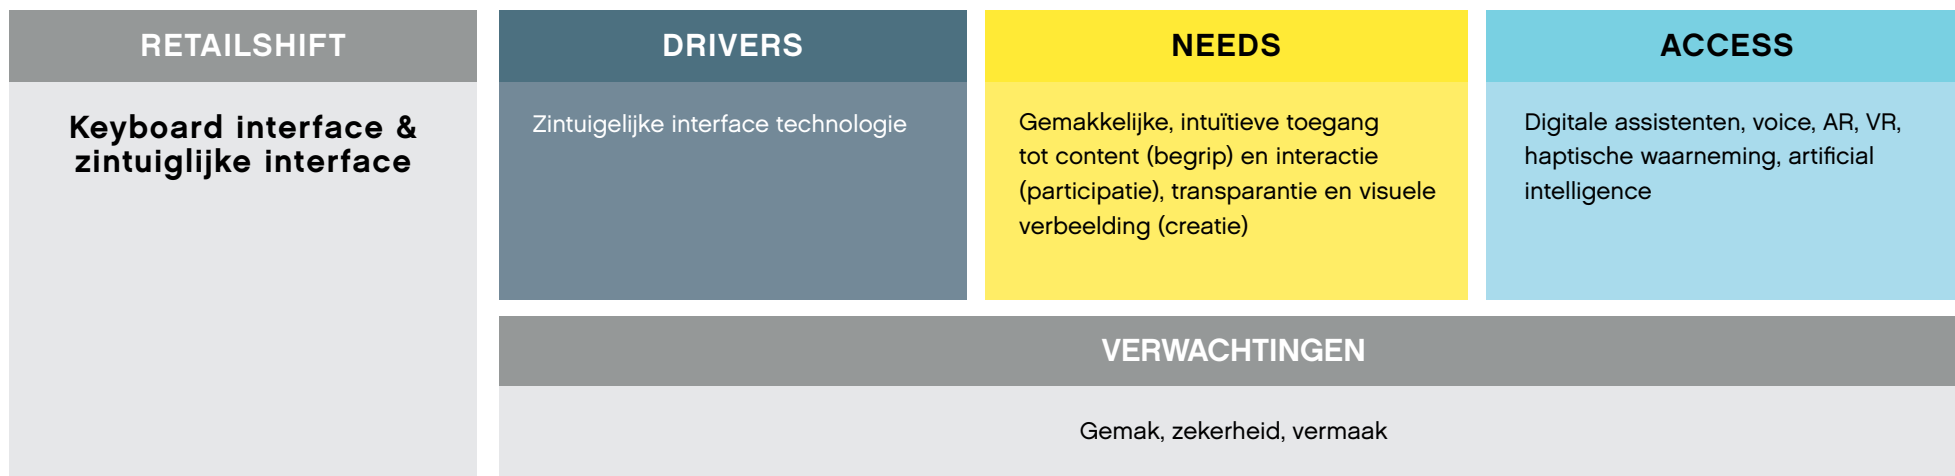 RETAILSHIFT
Keyboard interface &
zintuiglijke interface
DRIVERS
Zintuigelijke interface technologie
NEEDS
Gemakkelijke, intuïtieve toegang
tot content (begrip) en interactie
(participatie), transparantie en visuele
verbeelding (creatie)
ACCESS
Digitale assistenten, voice, AR, VR,
haptische waarneming, artificial
intelligence
VERWACHTINGEN
Gemak, zekerheid, vermaak